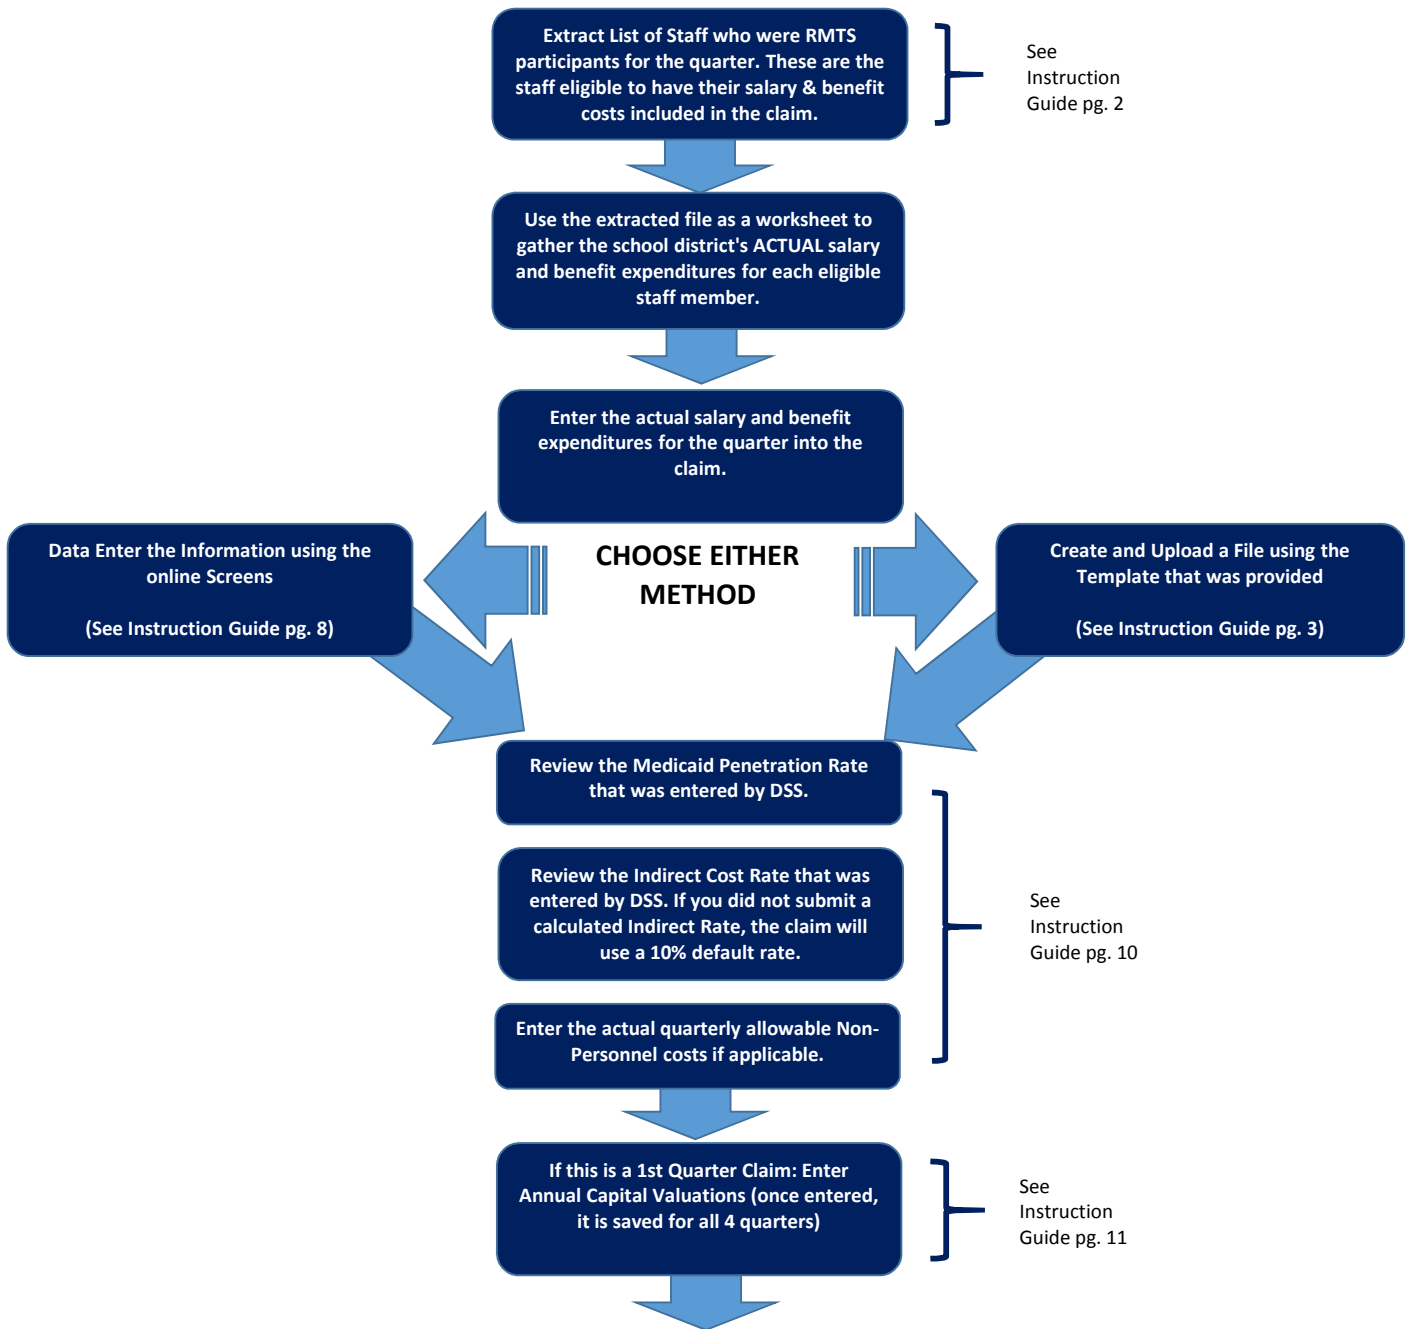 Extract List of Staff who were RMTS
participants for the quarter. These are the
staff eligible to have their salary & benefit
costs included in the claim.
See
Instruction
Guide pg. 2
Use the extracted file as a worksheet to
gather the school district's ACTUAL salary
and benefit expenditures for each eligible
staff member.
Enter the actual salary and benefit
expenditures for the quarter into the
claim.
Data Enter the Information using the
online Screens
(See Instruction Guide pg. 8)
CHOOSE EITHER
METHOD
Create and Upload a File using the
Template that was provided
(See Instruction Guide pg. 3)
Review the Medicaid Penetration Rate
that was entered by DSS.
Review the Indirect Cost Rate that was
entered by DSS. If you did not submit a
calculated Indirect Rate, the claim will
use a 10% default rate.
See
Instruction
Guide pg. 10
Enter the actual quarterly allowable Non-
Personnel costs if applicable.
If this is a 1st Quarter Claim: Enter
Annual Capital Valuations (once entered,
it is saved for all 4 quarters)
See
Instruction
Guide pg. 11